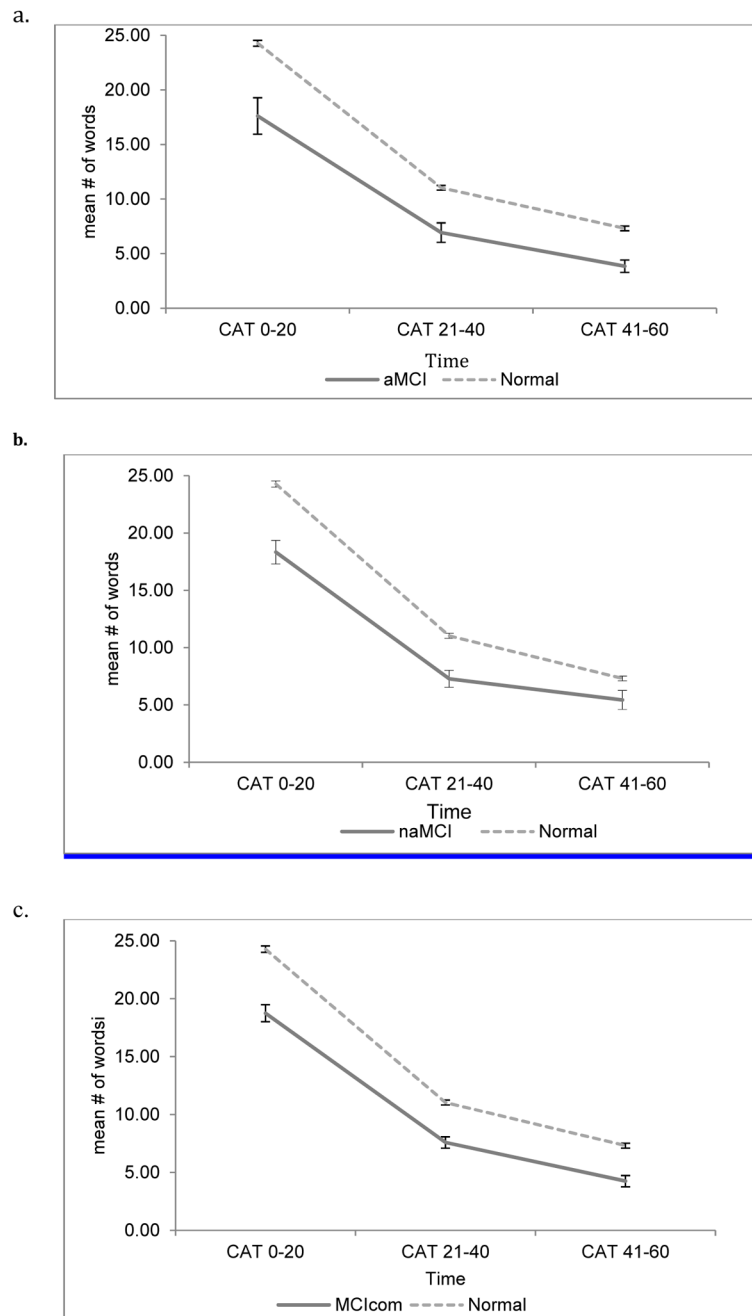 a.
25.00
20.00
15.00
10.00
5.00
0.00
mean # of words
CAT 0-20 CAT 21-40 CAT 41-60
Time
aMCI Normal
b.
25.00
20.00
15.00
10.00
5.00
0.00
mean # of words
CAT 0-20 CAT 21-40 CAT 41-60
Time
naMCI Normal
c.
25.00
20.00
15.00
10.00
5.00
0.00
mean # of wordsi
CAT 0-20 CAT 21-40 CAT 41-60
Time
MCIcom Normal